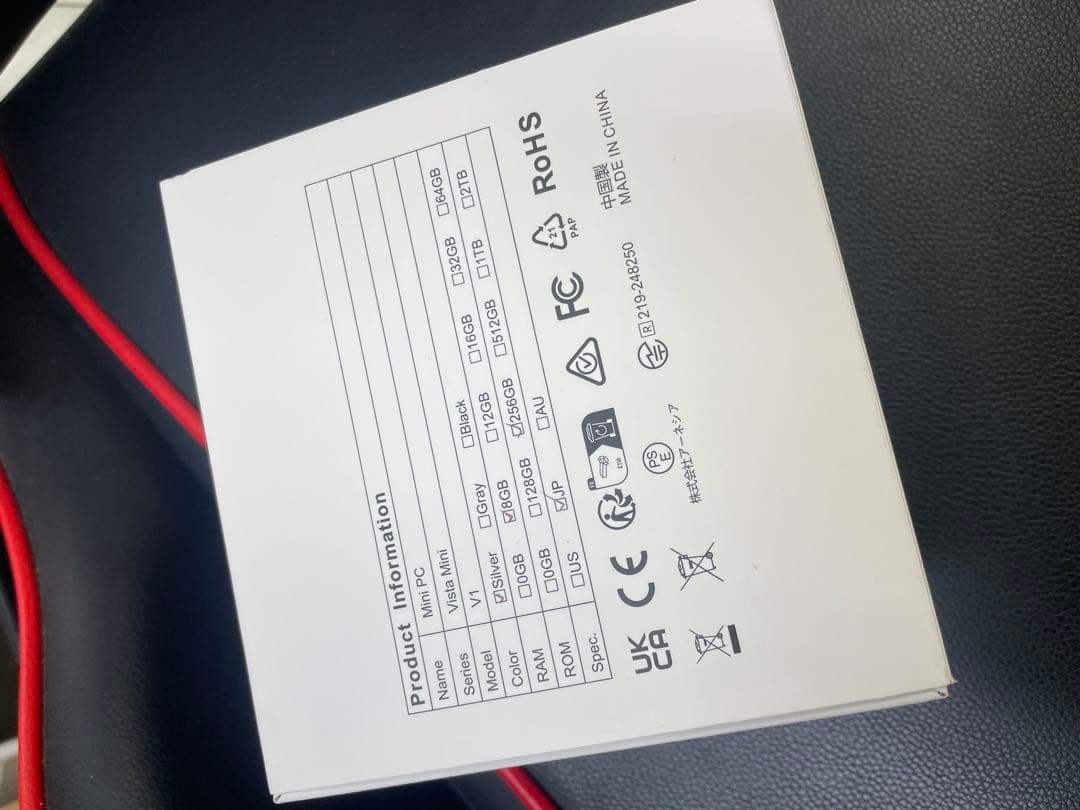 Product Information
Name Mini PC
Series Vista Mini
Model V1
Color ☑Silver ☐Gray ☐Black
RAM ☐0GB ☑8GB ☐12GB ☐16GB ☐32GB ☐64GB
ROM ☐0GB ☐128GB ☑256GB ☐512GB ☐1TB ☐2TB
Spec. ☑JP ☐US ☐AU
UK CA CE FC 21 PAP RoHS
PS E R 219-248250 中国製
株式会社アーネシア MADE IN CHINA